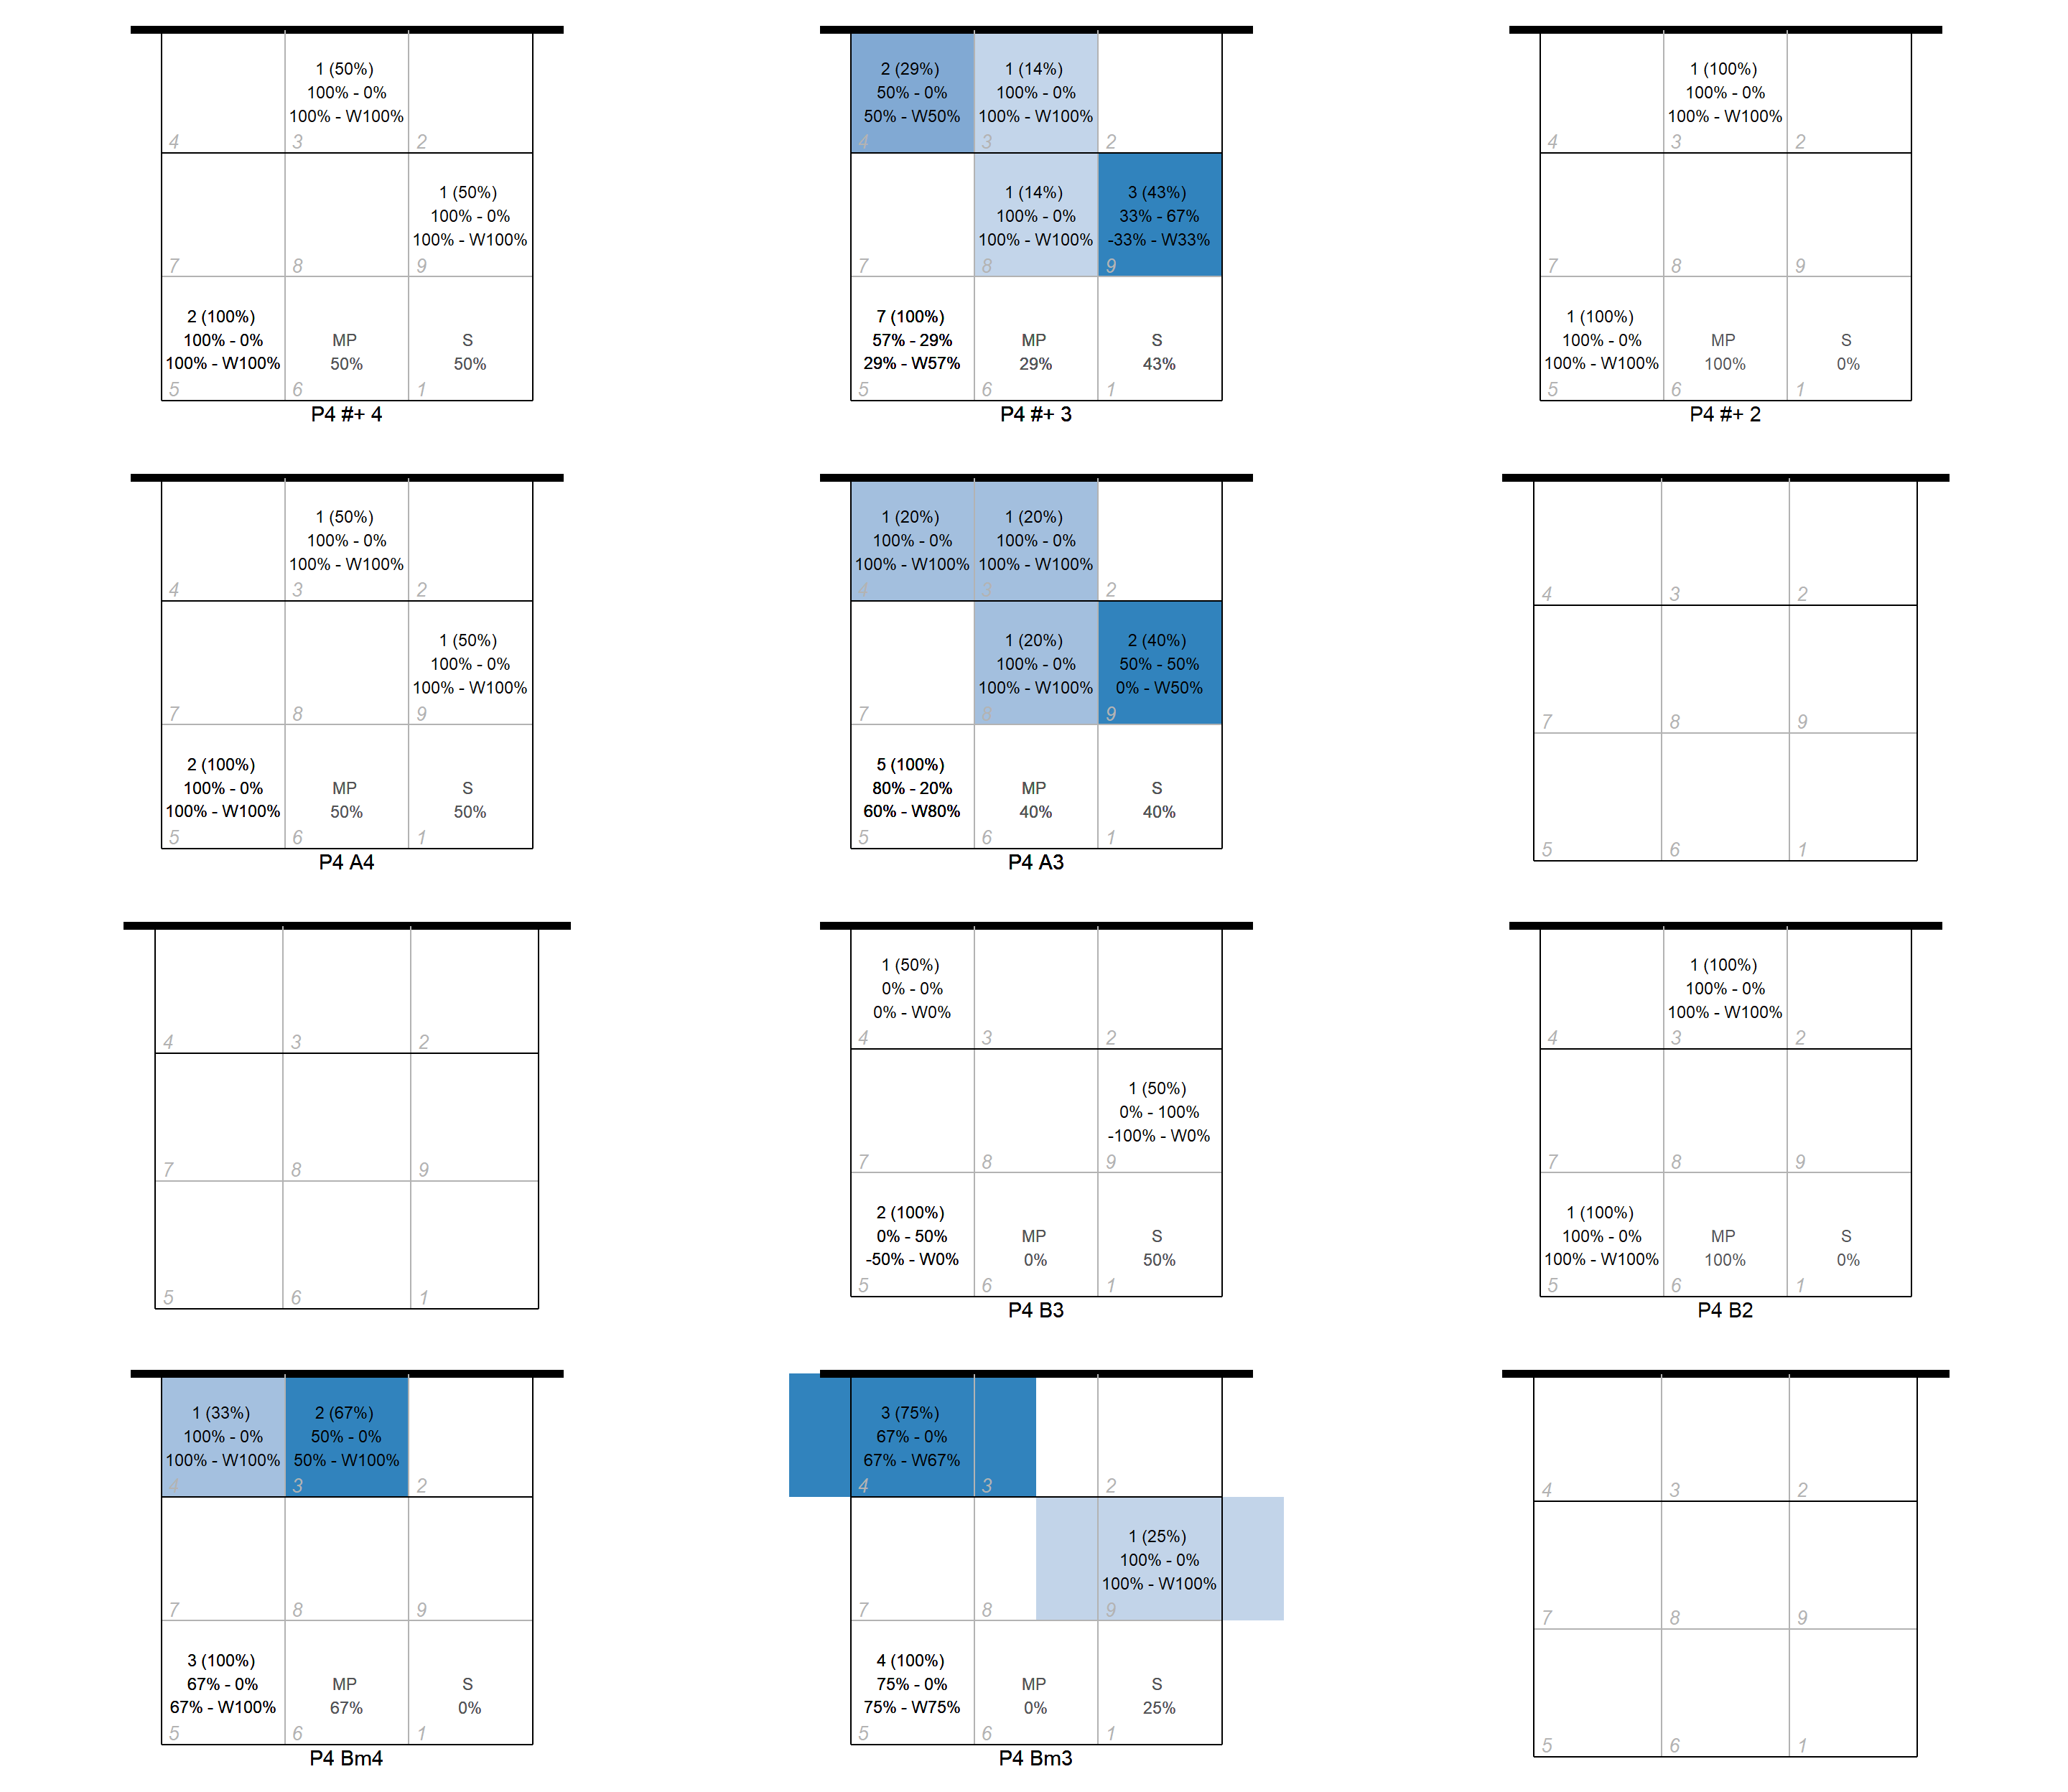 1 (50%)
100% - 0%
100% - W100%
4
3
2
1 (50%)
100% - 0%
100% - W100%
7
8
9
2 (100%)
100% - 0%
100% - W100%
5
MP
50%
6
S
50%
1
P4 #+ 4
2 (29%)
50% - 0%
50% - W50%
4
1 (14%)
100% - 0%
100% - W100%
3
2
7
1 (14%)
100% - 0%
100% - W100%
8
3 (43%)
33% - 67%
-33% - W33%
9
7 (100%)
57% - 29%
29% - W57%
5
MP
29%
6
S
43%
1
P4 #+ 3
4
1 (100%)
100% - 0%
100% - W100%
3
2
7
8
9
1 (100%)
100% - 0%
100% - W100%
5
MP
100%
6
S
0%
1
P4 #+ 2
4
1 (50%)
100% - 0%
100% - W100%
3
2
7
8
1 (50%)
100% - 0%
100% - W100%
9
2 (100%)
100% - 0%
100% - W100%
5
MP
50%
6
S
50%
1
P4 A4
1 (20%)
100% - 0%
100% - W100%
4
1 (20%)
100% - 0%
100% - W100%
3
2
7
1 (20%)
100% - 0%
100% - W100%
8
2 (40%)
50% - 50%
0% - W50%
9
5 (100%)
80% - 20%
60% - W80%
5
MP
40%
6
S
40%
1
P4 A3
4
3
2
7
8
9
5
6
1
4
3
2
7
8
9
5
6
1
1 (50%)
0% - 0%
0% - W0%
4
3
2
7
8
1 (50%)
0% - 100%
-100% - W0%
9
2 (100%)
0% - 50%
-50% - W0%
5
MP
0%
6
S
50%
1
P4 B3
4
1 (100%)
100% - 0%
100% - W100%
3
2
7
8
9
1 (100%)
100% - 0%
100% - W100%
5
MP
100%
6
S
0%
1
P4 B2
1 (33%)
100% - 0%
100% - W100%
4
2 (67%)
50% - 0%
50% - W100%
3
2
7
8
9
3 (100%)
67% - 0%
67% - W100%
5
MP
67%
6
S
0%
1
P4 Bm4
3 (75%)
67% - 0%
67% - W67%
4
3
2
7
8
1 (25%)
100% - 0%
100% - W100%
9
4 (100%)
75% - 0%
75% - W75%
5
MP
0%
6
S
25%
1
P4 Bm3
4
3
2
7
8
9
5
6
1